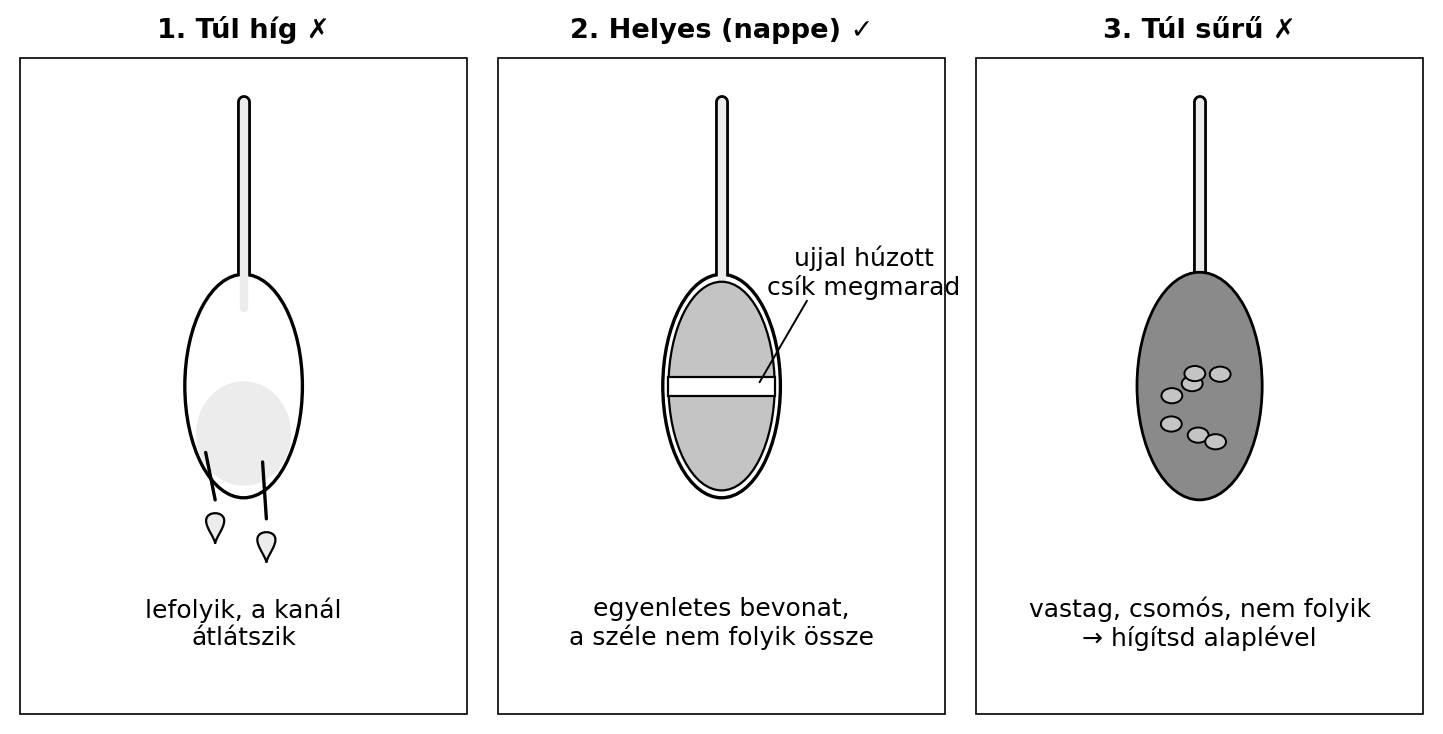 1. Túl híg ✗
lefolyik, a kanál
átlátszik
2. Helyes (nappe) ✓
ujjal húzott
csík megmarad
egyenletes bevonat,
a széle nem folyik össze
3. Túl sűrű ✗
vastag, csomós, nem folyik
→ hígítsd alaplével